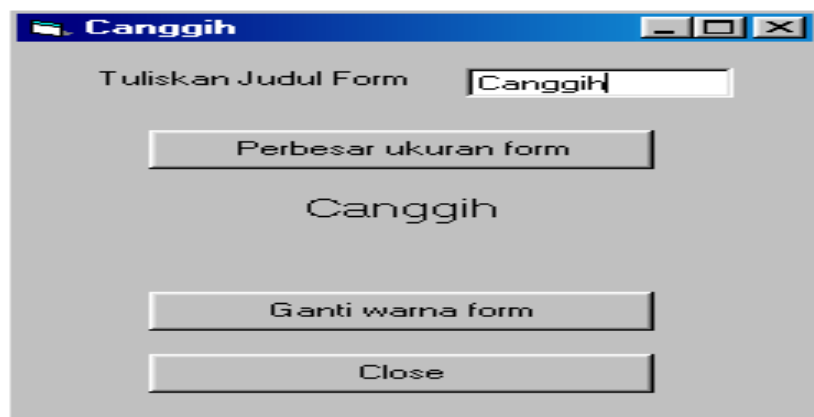 Canggih
Tuliskan Judul Form Canggih
Perbesar ukuran form
Canggih
Ganti warna form
Close